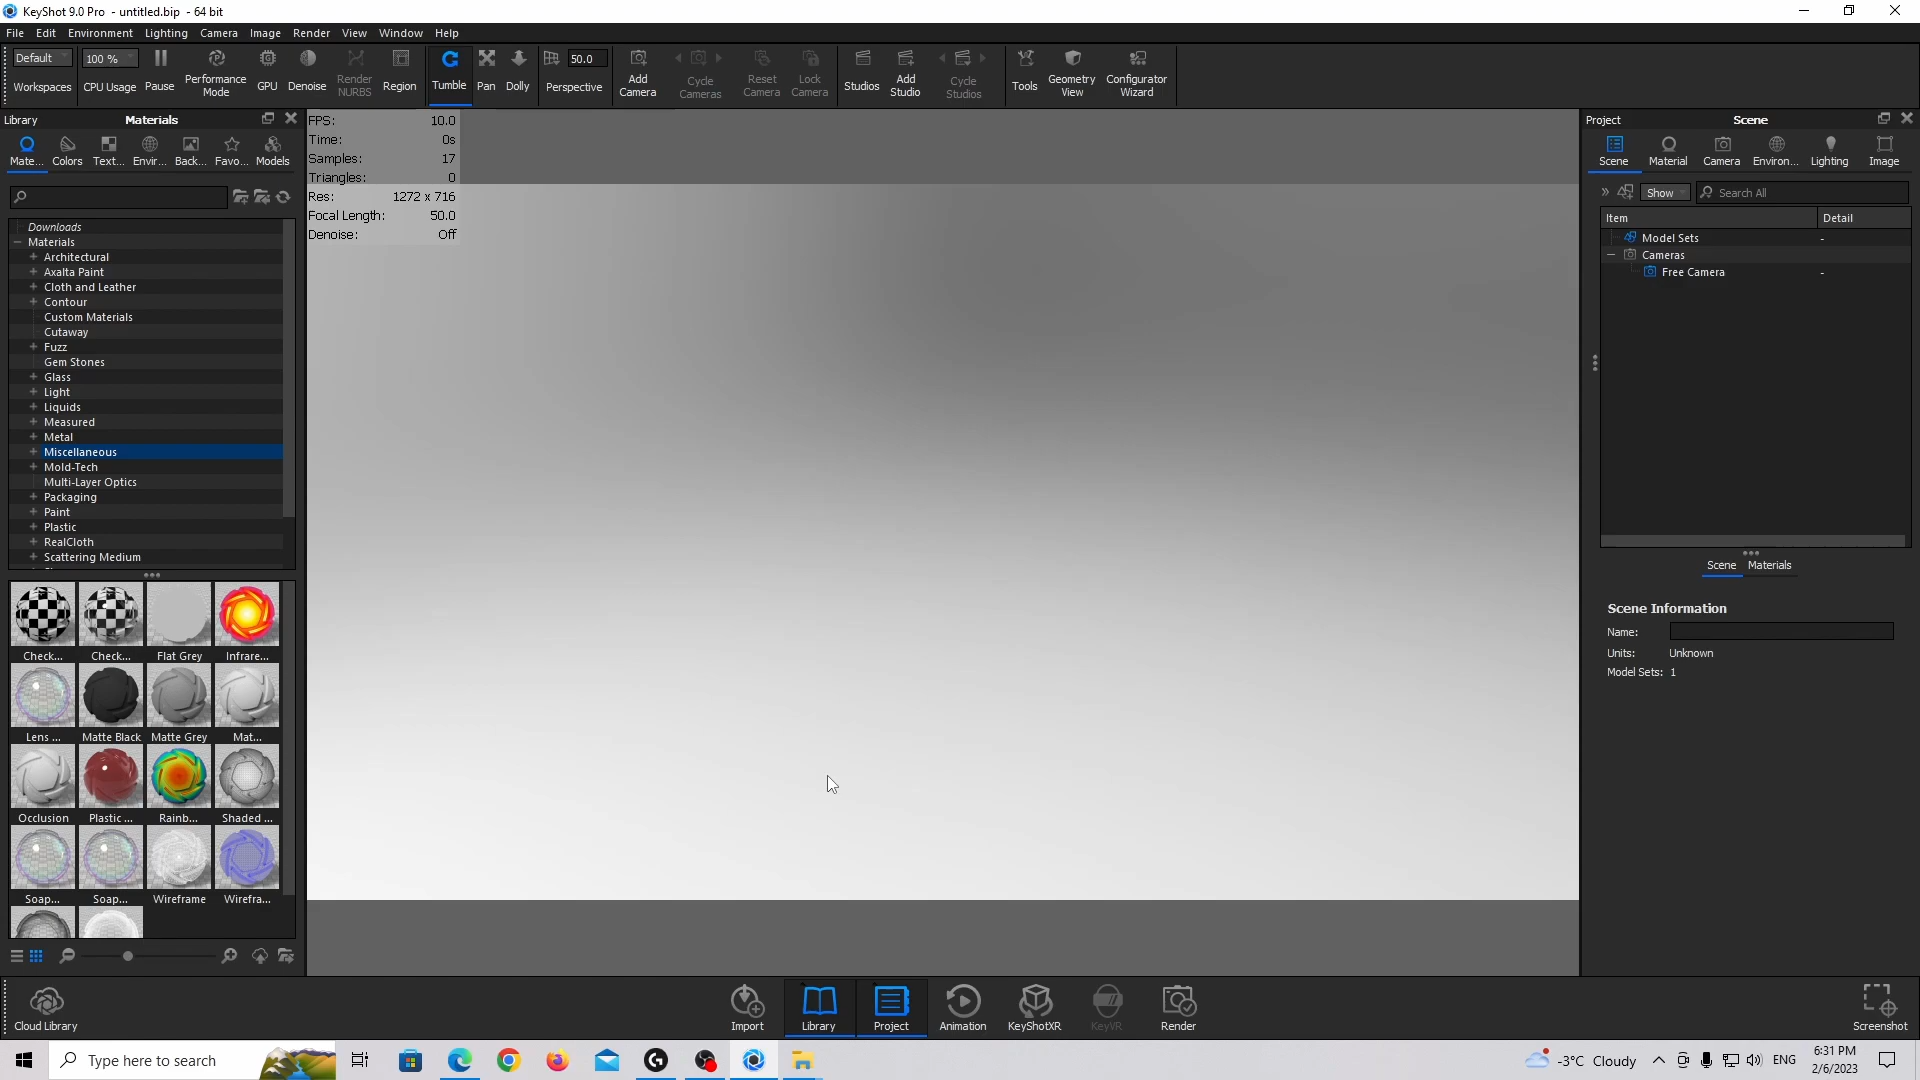 KeyShot 9.0 Pro - untitled.bip - 64 bit
File Edit Environment Lighting Camera Image Render View Window Help
Default
Workspaces
100 %
CPU Usage
Pause
Performance
Mode
GPU
Denoise
Render
NURBS
Region
Tumble
Pan
Dolly
50.0
Perspective
Add
Camera
Cycle
Cameras
Reset
Camera
Lock
Camera
Studios
Add
Studio
Cycle
Studios
Tools
Geometry
View
Configurator
Wizard
Library
Materials
Mate... Colors Text... Envir... Back... Favo... Models
Downloads
Materials
Architectural
Axalta Paint
Cloth and Leather
Contour
Custom Materials
Cutaway
Fuzz
Gem Stones
Glass
Light
Liquids
Measured
Metal
Miscellaneous
Mold-Tech
Multi-Layer Optics
Packaging
Paint
Plastic
RealCloth
Scattering Medium
Check... Check... Flat Grey Infrare...
Lens ... Matte Black Matte Grey Mat...
Occlusion Plastic ... Rainb... Shaded ...
Soap... Soap... Wireframe Wirefra...
FPS: 10.0
Time: 0s
Samples: 17
Triangles: 0
Res: 1272 x 716
Focal Length: 50.0
Denoise: Off
Project
Scene
Scene Material Camera Environ... Lighting Image
Show
Search All
Item Detail
Model Sets -
Cameras
Free Camera -
Scene Materials
Scene Information
Name:
Units: Unknown
Model Sets: 1
Cloud Library
Import
Library
Project
Animation
KeyShotXR
KeyVR
Render
Screenshot
Type here to search
-3°C Cloudy
ENG
6:31 PM
2/6/2023